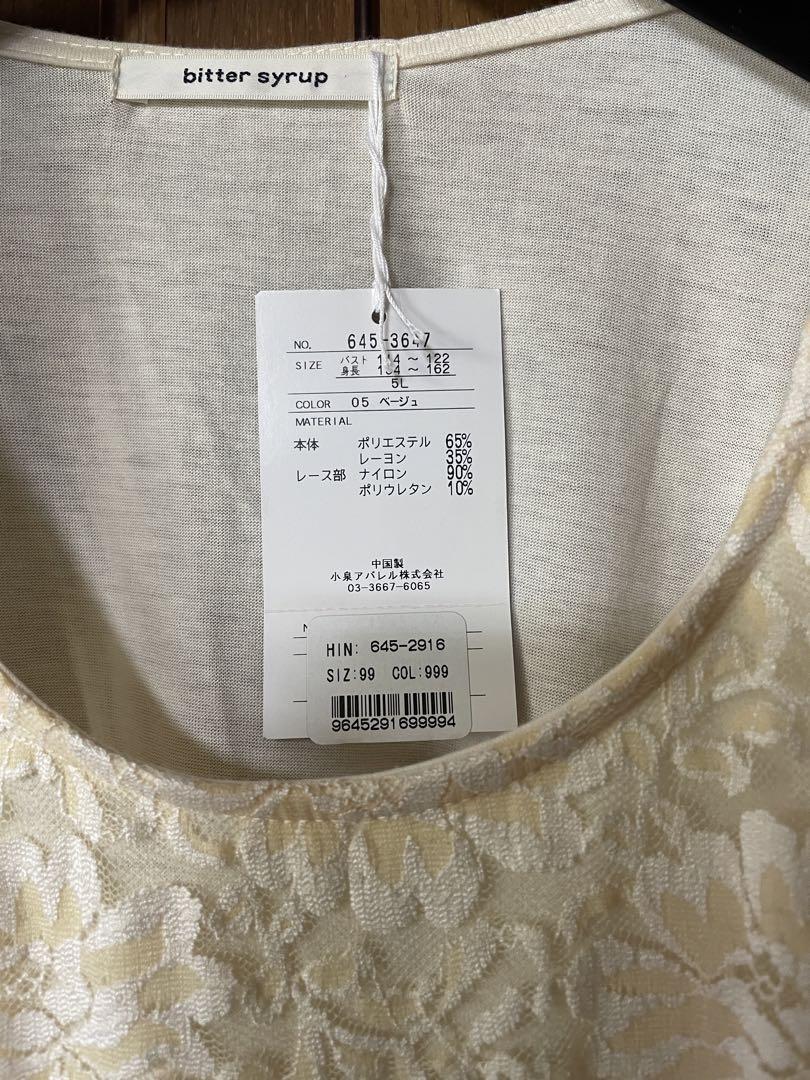 bitter syrup
NO. 645-3647
SIZE バスト 114 ~ 122
身長 154 ~ 162
5L
COLOR 05 ベージュ
MATERIAL
本体 ポリエステル 65%
レーヨン 35%
レース部 ナイロン 90%
ポリウレタン 10%
中国製
小泉アパレル株式会社
03-3667-6065
HIN: 645-2916
SIZ:99 COL:999
9645291699994